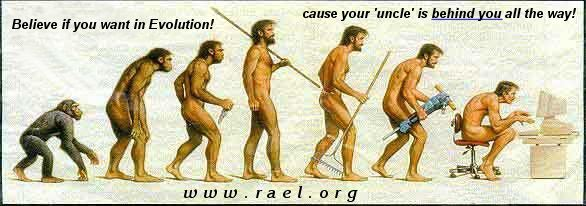 Believe if you want in Evolution!
cause your 'uncle' is behind you all the way!
www.rael.org